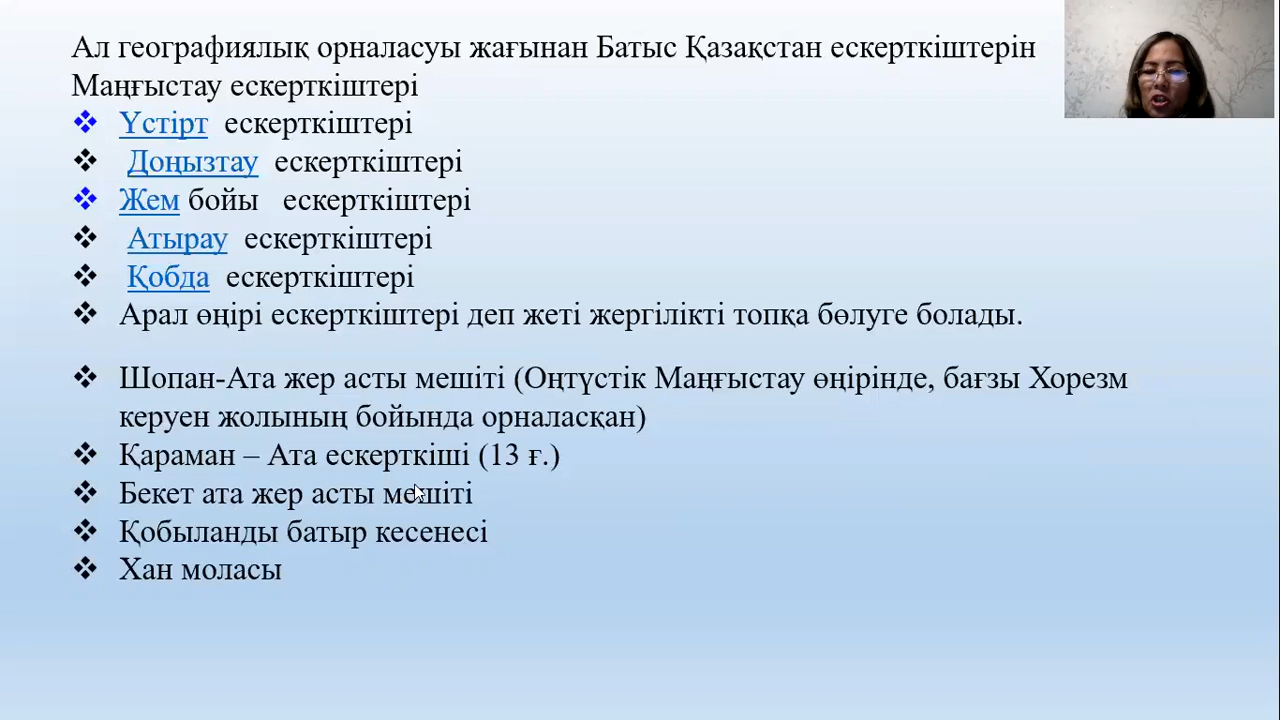 Ал географиялық орналасуы жағынан Батыс Қазақстан ескерткіштерін
Маңғыстау ескерткіштері
❖ Үстірт ескерткіштері
❖ Доңызтау ескерткіштері
❖ Жем бойы ескерткіштері
❖ Атырау ескерткіштері
❖ Қобда ескерткіштері
❖ Арал өңірі ескерткіштері деп жеті жергілікті топқа бөлуге болады.
❖ Шопан-Ата жер асты мешіті (Оңтүстік Маңғыстау өңірінде, бағзы Хорезм
керуен жолының бойында орналасқан)
❖ Қараман – Ата ескерткіші (13 ғ.)
❖ Бекет ата жер асты мешіті
❖ Қобыланды батыр кесенесі
❖ Хан моласы